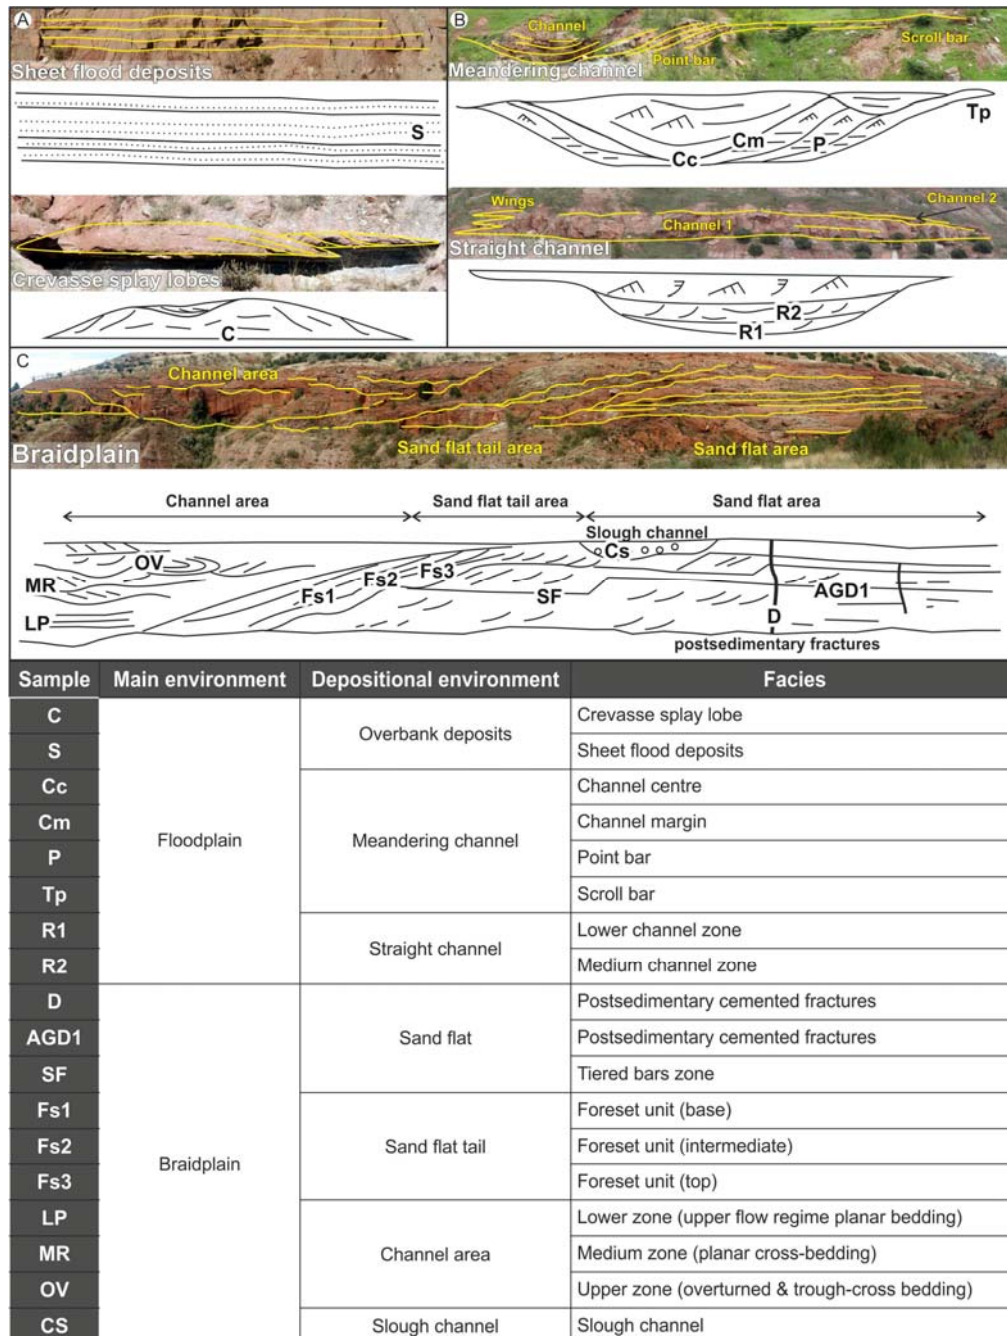 A
Sheet flood deposits
S
Crevasse splay lobes
C
B
Channel
Point bar
Scroll bar
Meandering channel
Tp
Cm
P
Cc
Wings
Channel 2
Channel 1
Straight channel
R2
R1
C
Channel area
Sand flat tail area
Sand flat area
Braidplain
Channel area
Sand flat tail area
Sand flat area
Slough channel
OV
Cs
MR
Fs1
Fs2
Fs3
SF
AGD1
LP
D
postsedimentary fractures
Sample Main environment Depositional environment Facies
C Floodplain Overbank deposits Crevasse splay lobe
S Sheet flood deposits
Cc Meandering channel Channel centre
Cm Channel margin
P Point bar
Tp Scroll bar
R1 Straight channel Lower channel zone
R2 Medium channel zone
D Braidplain Sand flat Postsedimentary cemented fractures
AGD1 Postsedimentary cemented fractures
SF Tiered bars zone
Fs1 Sand flat tail Foreset unit (base)
Fs2 Foreset unit (intermediate)
Fs3 Foreset unit (top)
LP Channel area Lower zone (upper flow regime planar bedding)
MR Medium zone (planar cross-bedding)
OV Upper zone (overturned & trough-cross bedding)
CS Slough channel Slough channel